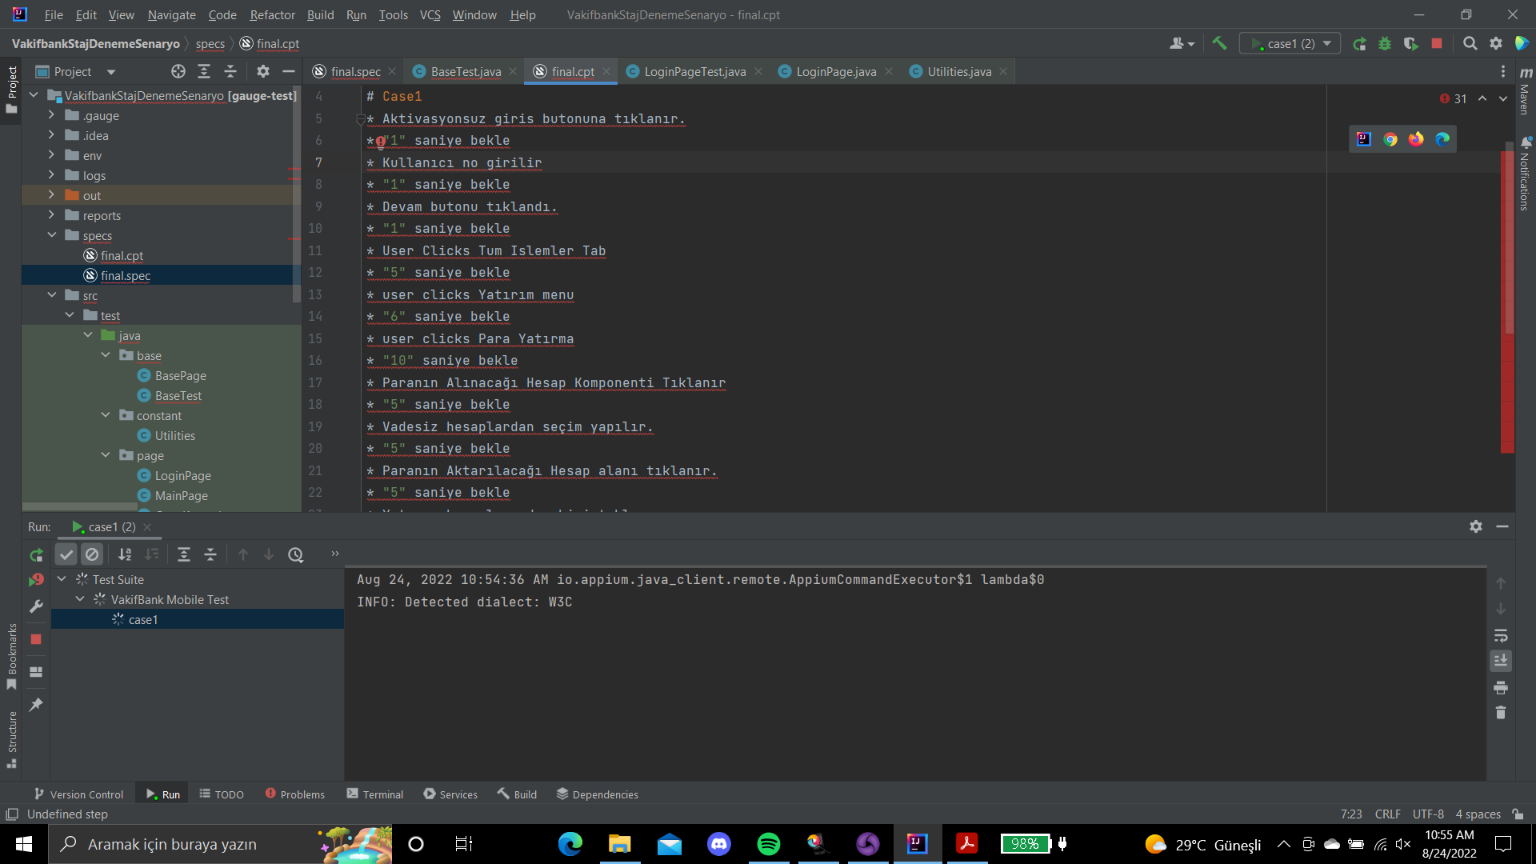 File Edit View Navigate Code Refactor Build Run Tools VCS Window Help VakifbankStajDenemeSenaryo - final.cpt
VakifbankStajDenemeSenaryo specs final.cpt case1 (2)
Project
Project
final.spec BaseTest.java final.cpt LoginPageTest.java LoginPage.java Utilities.java
Maven
Notifications
VakifbankStajDenemeSenaryo [gauge-test]
.gauge
.idea
env
logs
out
reports
specs
final.cpt
final.spec
src
test
java
base
BasePage
BaseTest
constant
Utilities
page
LoginPage
MainPage
31
4 # Case1
5 * Aktivasyonsuz giris butonuna tıklanır.
6 * "1" saniye bekle
7 * Kullanıcı no girilir
8 * "1" saniye bekle
9 * Devam butonu tıklandı.
10 * "1" saniye bekle
11 * User Clicks Tum Islemler Tab
12 * "5" saniye bekle
13 * user clicks Yatırım menu
14 * "6" saniye bekle
15 * user clicks Para Yatırma
16 * "10" saniye bekle
17 * Paranın Alınacağı Hesap Komponenti Tıklanır
18 * "5" saniye bekle
19 * Vadesiz hesaplardan seçim yapılır.
20 * "5" saniye bekle
21 * Paranın Aktarılacağı Hesap alanı tıklanır.
22 * "5" saniye bekle
Run: case1 (2)
Test Suite
VakifBank Mobile Test
case1
Aug 24, 2022 10:54:36 AM io.appium.java_client.remote.AppiumCommandExecutor$1 lambda$0
INFO: Detected dialect: W3C
Bookmarks
Structure
Version Control Run TODO Problems Terminal Services Build Dependencies
Undefined step 7:23 CRLF UTF-8 4 spaces
Aramak için buraya yazın 98% 29°C Güneşli 10:55 AM
8/24/2022